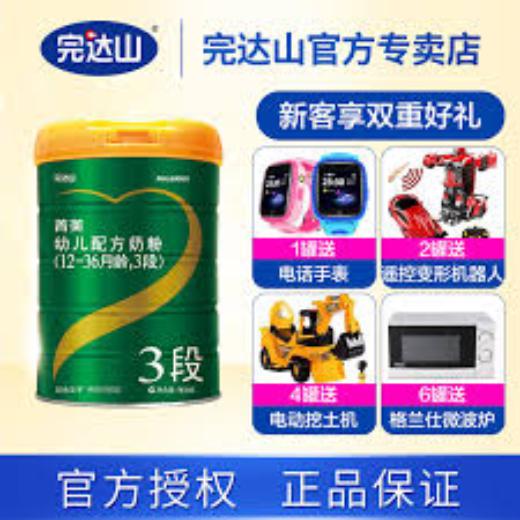 完达山
完达山官方专卖店
新客享双重好礼
完达山
菁美
幼儿配方奶粉
(12-36月龄,3段)
3段
1罐送
电话手表
2罐送
遥控变形机器人
4罐送
电动挖土机
6罐送
格兰仕微波炉
官方授权 正品保证